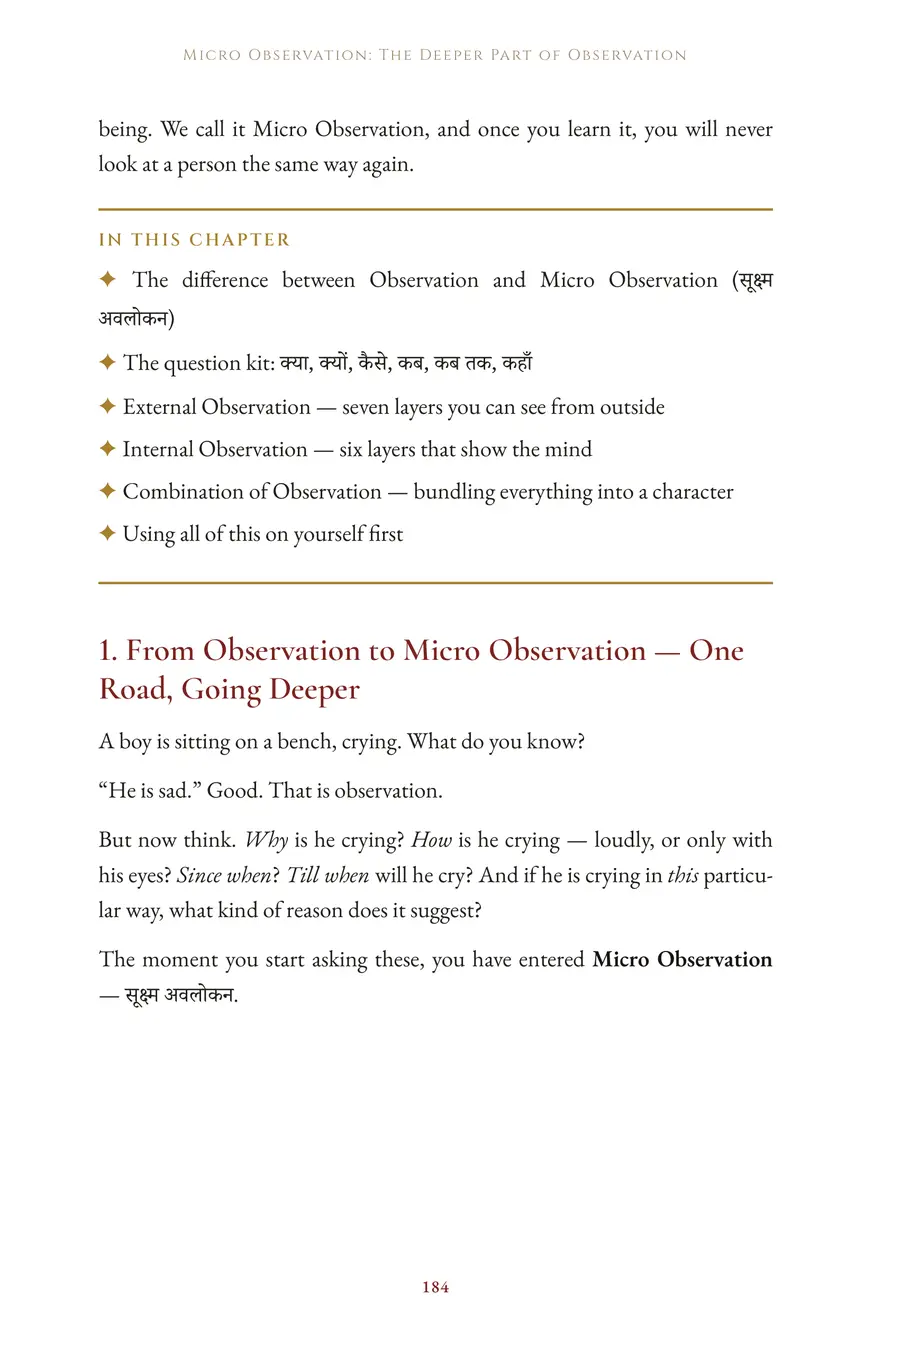 Micro Observation: The Deeper Part of Observation
being. We call it Micro Observation, and once you learn it, you will never
look at a person the same way again.
IN THIS CHAPTER
✦ The difference between Observation and Micro Observation (सूक्ष्म
अवलोकन)
✦ The question kit: क्या, क्यों, कैसे, कब, कब तक, कहाँ
✦ External Observation — seven layers you can see from outside
✦ Internal Observation — six layers that show the mind
✦ Combination of Observation — bundling everything into a character
✦ Using all of this on yourself first
1. From Observation to Micro Observation — One
Road, Going Deeper
A boy is sitting on a bench, crying. What do you know?
“He is sad.” Good. That is observation.
But now think. Why is he crying? How is he crying — loudly, or only with
his eyes? Since when? Till when will he cry? And if he is crying in this particu-
lar way, what kind of reason does it suggest?
The moment you start asking these, you have entered Micro Observation
— सूक्ष्म अवलोकन.
184